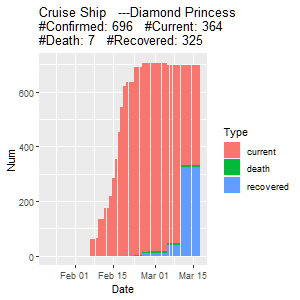 Cruise Ship   ---Diamond Princess
#Confirmed: 696   #Current: 364
#Death: 7   #Recovered: 325
Num
600
400
200
0
Feb 01
Feb 15
Mar 01
Mar 15
Date
Type
current
death
recovered